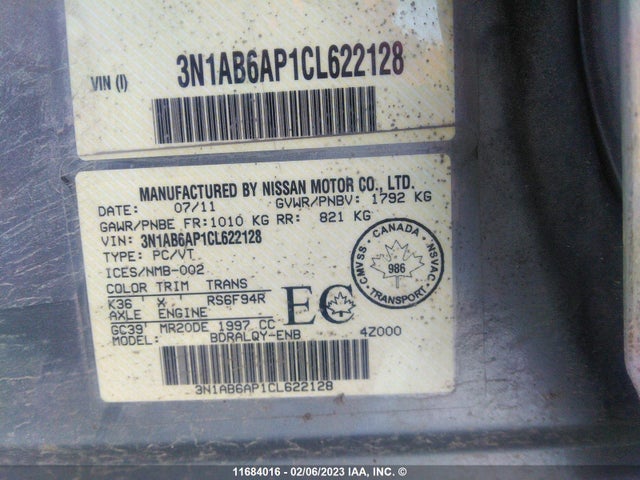 3N1AB6AP1CL622128
VIN (I)
MANUFACTURED BY NISSAN MOTOR CO., LTD.
DATE: 07/11 GVWR/PNBV: 1792 KG
GAWR/PNBE FR:1010 KG RR: 821 KG
VIN: 3N1AB6AP1CL622128
TYPE: PC/VT
ICES/NMB-002
COLOR TRIM TRANS
K36 X RS6F94R
AXLE ENGINE
GC39' MR20DE 1997 CC
MODEL: BDRALQY-ENB 4Z000
EC
CMVSS - CANADA - NSVAC
986
TRANSPORT
3N1AB6AP1CL622128
11684016 - 02/06/2023 IAA, INC. ©